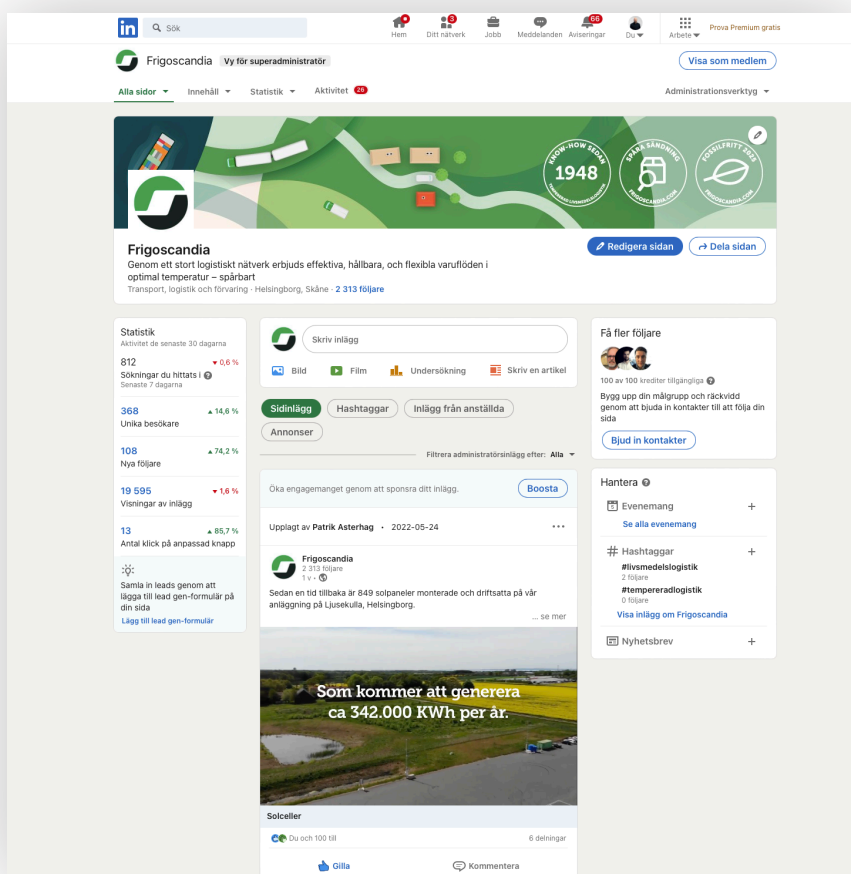 in
Sök
Hem
3
Ditt nätverk
Jobb
Meddelanden
66
Aviseringar
Du
Arbete
Prova Premium gratis
Frigoscandia
Vy för superadministratör
Visa som medlem
Alla sidor
Innehåll
Statistik
Aktivitet 26
Administrationsverktyg
KNOW-HOW SEDAN
1948
TEMPERERAD LIVSMEDELSLOGISTIK
SPÅRA SÄNDNING
FRIGOSCANDIA.COM
FOSSILFRITT 2025
FRIGOSCANDIA.COM
Frigoscandia
Genom ett stort logistiskt nätverk erbjuds effektiva, hållbara, och flexibla varuflöden i
optimal temperatur – spårbart
Transport, logistik och förvaring · Helsingborg, Skåne · 2 313 följare
Redigera sidan
Dela sidan
Statistik
Aktivitet de senaste 30 dagarna
812
0,6 %
Sökningar du hittats i
Senaste 7 dagarna
368
14,6 %
Unika besökare
108
74,2 %
Nya följare
19 595
1,6 %
Visningar av inlägg
13
85,7 %
Antal klick på anpassad knapp
Samla in leads genom att
lägga till lead gen-formulär på
din sida
Lägg till lead gen-formulär
Skriv inlägg
Bild
Film
Undersökning
Skriv en artikel
Sidinlägg
Hashtaggar
Inlägg från anställda
Annonser
Filtrera administratörsinlägg efter: Alla
Öka engagemanget genom att sponsra ditt inlägg.
Boosta
Upplagt av Patrik Asterhag • 2022-05-24
Frigoscandia
2 313 följare
1 v •
Sedan en tid tillbaka är 849 solpaneler monterade och driftsatta på vår
anläggning på Ljusekulla, Helsingborg.
... se mer
Som kommer att generera
ca 342.000 KWh per år.
Solceller
Du och 100 till
6 delningar
Gilla
Kommentera
Få fler följare
100 av 100 krediter tillgängliga
Bygg upp din målgrupp och räckvidd
genom att bjuda in kontakter till att följa din
sida
Bjud in kontakter
Hantera
Evenemang
Se alla evenemang
Hashtaggar
#livsmedelslogistik
2 följare
#tempereradlogistik
0 följare
Visa inlägg om Frigoscandia
Nyhetsbrev